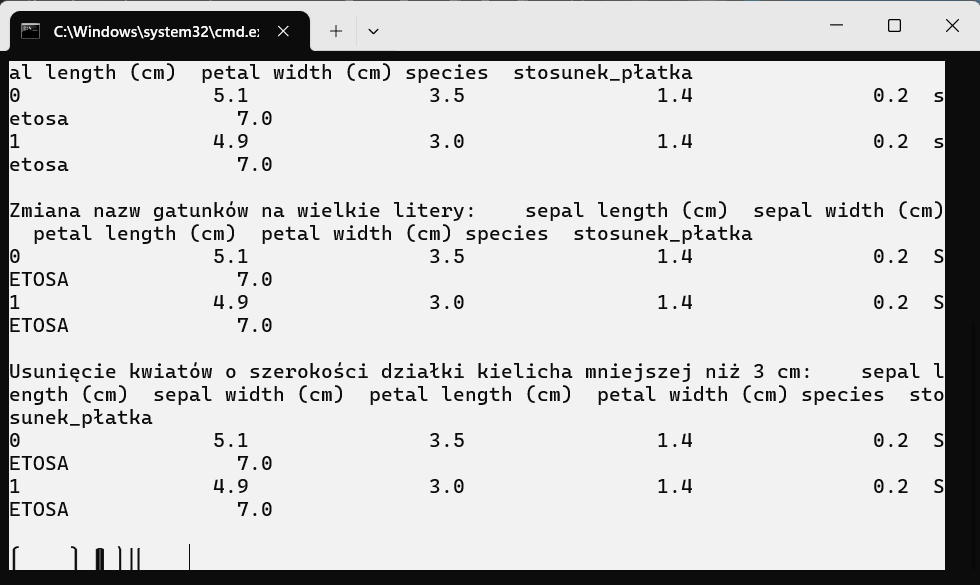 C:\Windows\system32\cmd.e
al length (cm)  petal width (cm) species  stosunek_płatka
0                5.1               3.5                1.4               0.2  s
etosa              7.0
1                4.9               3.0                1.4               0.2  s
etosa              7.0
Zmiana nazw gatunków na wielkie litery:    sepal length (cm)  sepal width (cm)
  petal length (cm)  petal width (cm) species  stosunek_płatka
0                5.1               3.5                1.4               0.2  S
ETOSA              7.0
1                4.9               3.0                1.4               0.2  S
ETOSA              7.0
Usunięcie kwiatów o szerokości działki kielicha mniejszej niż 3 cm:    sepal l
ength (cm)  sepal width (cm)  petal length (cm)  petal width (cm) species  sto
sunek_płatka
0                5.1               3.5                1.4               0.2  S
ETOSA              7.0
1                4.9               3.0                1.4               0.2  S
ETOSA              7.0